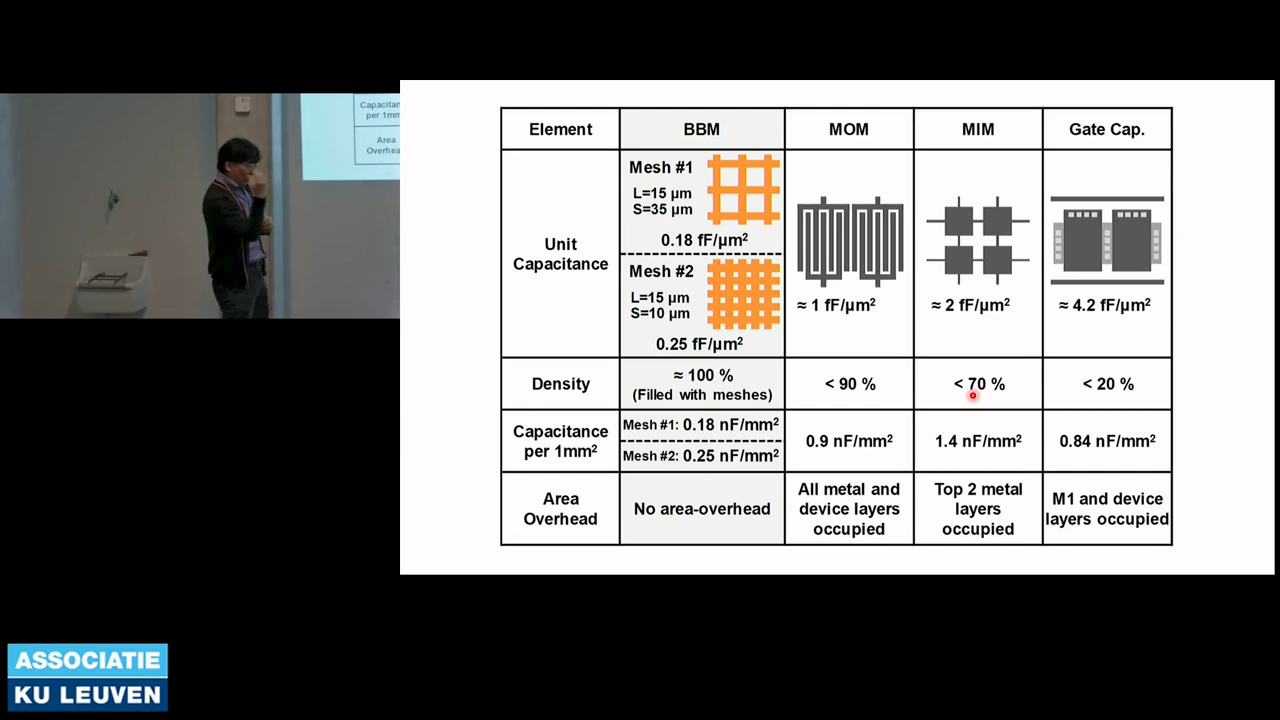 Capacitan
per 1mm
Area
Overhea
Element
BBM
MOM
MIM
Gate Cap.
Unit
Capacitance
Mesh #1
L=15 µm
S=35 µm
0.18 fF/µm²
Mesh #2
L=15 µm
S=10 µm
0.25 fF/µm²
≈ 1 fF/µm²
≈ 2 fF/µm²
≈ 4.2 fF/µm²
Density
≈ 100 %
(Filled with meshes)
< 90 %
< 70 %
< 20 %
Capacitance
per 1mm²
Mesh #1: 0.18 nF/mm²
Mesh #2: 0.25 nF/mm²
0.9 nF/mm²
1.4 nF/mm²
0.84 nF/mm²
Area
Overhead
No area-overhead
All metal and
device layers
occupied
Top 2 metal
layers
occupied
M1 and device
layers occupied
ASSOCIATIE
KU LEUVEN